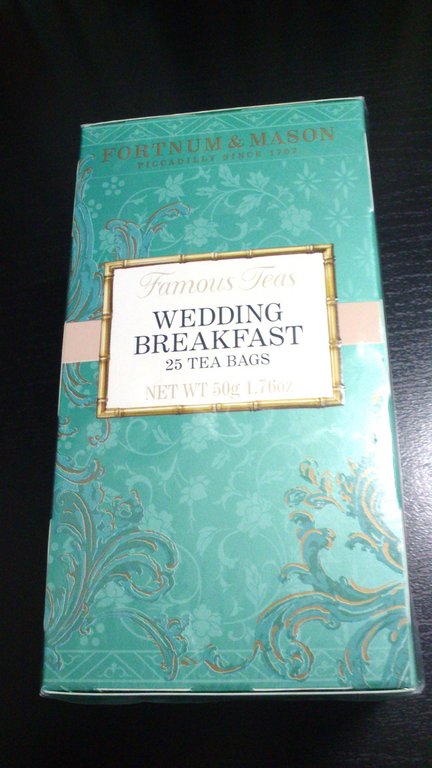 FORTNUM & MASON
PICCADILLY SINCE 1707
Famous Teas
WEDDING
BREAKFAST
25 TEA BAGS
NET WT 50g 1.76oz